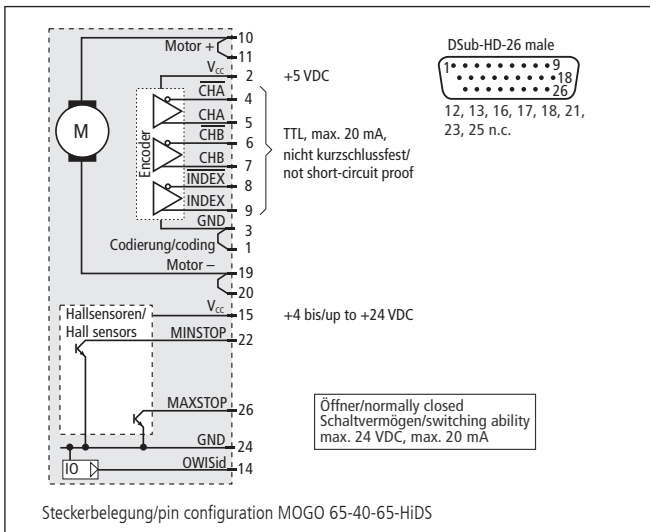 Motor + 10
11
DSub-HD-26 male
1 9
18
26
12, 13, 16, 17, 18, 21,
23, 25 n.c.
VCC 2 +5 VDC
CHA 4
CHA 5
CHB 6
CHB 7
INDEX 8
INDEX 9
GND 3
Codierung/coding 1
TTL, max. 20 mA,
nicht kurzschlussfest/
not short-circuit proof
M
Encoder
Motor – 19
20
VCC 15 +4 bis/up to +24 VDC
Hallsensoren/
Hall sensors
MINSTOP 22
MAXSTOP 26
GND 24
IO OWISid 14
Öffner/normally closed
Schaltvermögen/switching ability
max. 24 VDC, max. 20 mA
Steckerbelegung/pin configuration MOGO 65-40-65-HiDS